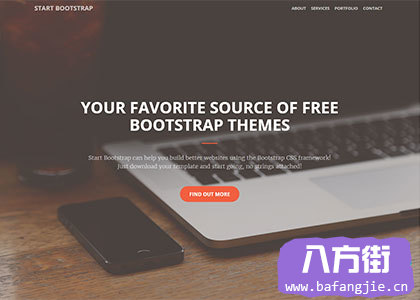 START BOOTSTRAP
ABOUT SERVICES PORTFOLIO CONTACT
YOUR FAVORITE SOURCE OF FREE
BOOTSTRAP THEMES
Start Bootstrap can help you build better websites using the Bootstrap CSS framework!
Just download your template and start going, no strings attached!
FIND OUT MORE
八方街
www.bafangjie.cn